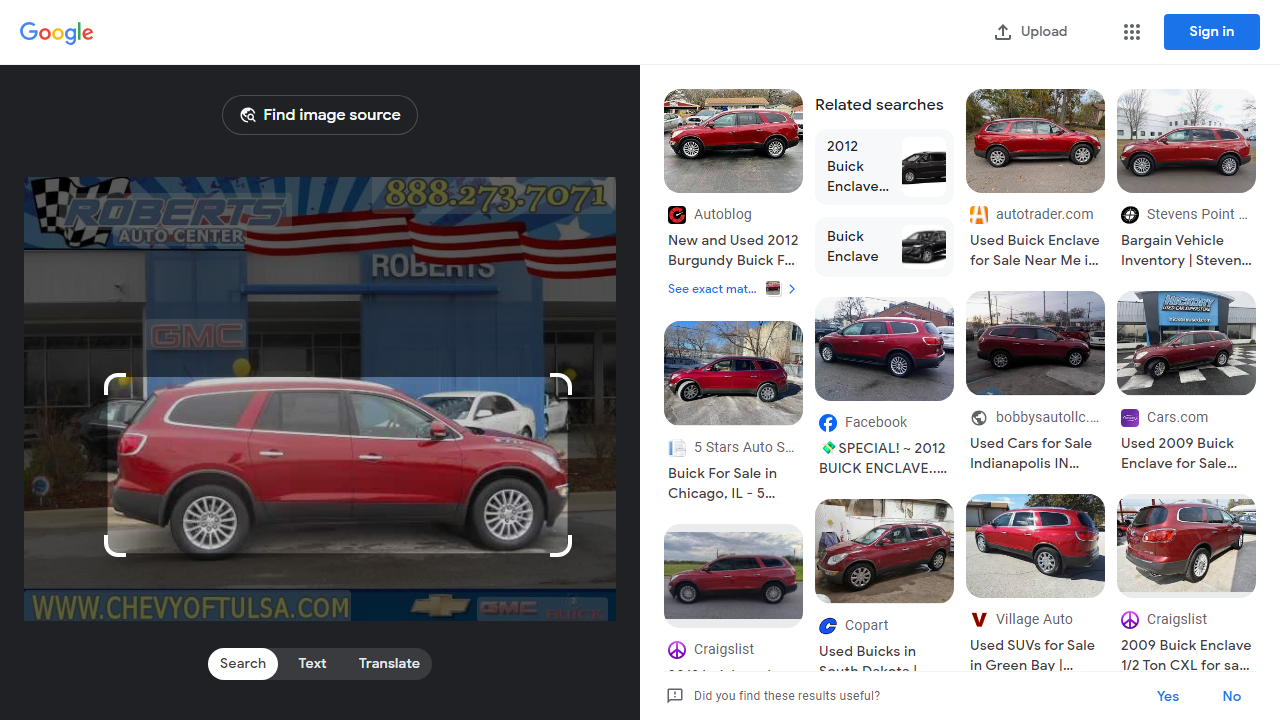 Google
Upload
Sign in
Find image source
888.273.7071
ROBERTS
AUTO CENTER
ROBERTS
GMC
WWW.CHEVYOFTULSA.COM
GMC
BUICK
Search
Text
Translate
Autoblog
New and Used 2012
Burgundy Buick F...
See exact mat...
5 Stars Auto S...
Buick For Sale in
Chicago, IL - 5...
Craigslist
Related searches
2012
Buick
Enclave...
Buick
Enclave
Facebook
💸SPECIAL! ~ 2012
BUICK ENCLAVE.....
Copart
Used Buicks in
South Dakota |
autotrader.com
Used Buick Enclave
for Sale Near Me i...
bobbysautollc....
Used Cars for Sale
Indianapolis IN...
Village Auto
Used SUVs for Sale
in Green Bay |...
Stevens Point ...
Bargain Vehicle
Inventory | Steven...
Cars.com
Used 2009 Buick
Enclave for Sale...
Craigslist
2009 Buick Enclave
1/2 Ton CXL for sa...
Did you find these results useful?
Yes
No